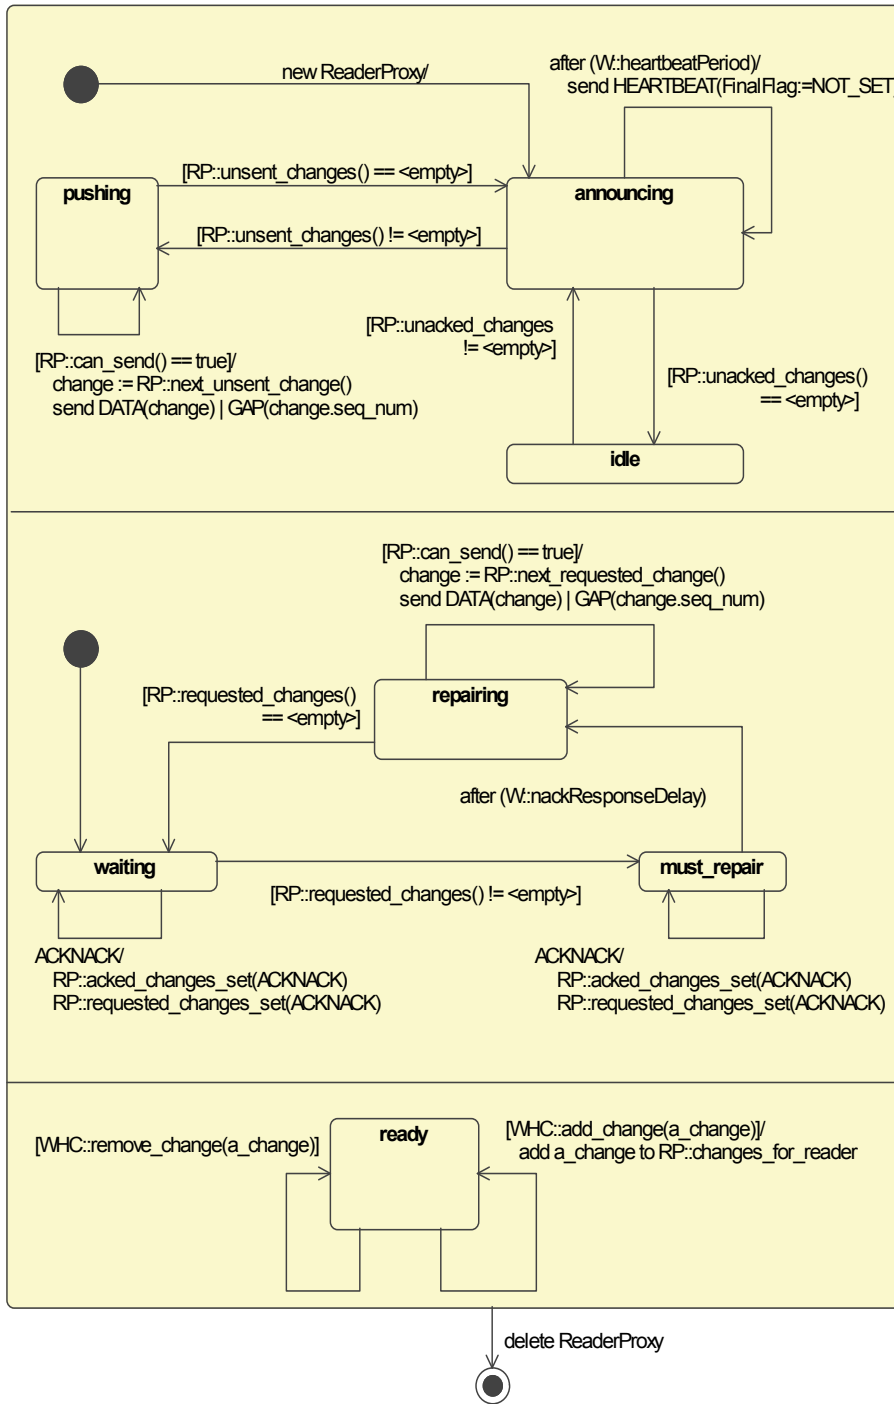 new ReaderProxy/
after (W::heartbeatPeriod)/
send HEARTBEAT(FinalFlag:=NOT_SET
[RP::unsent_changes() == <empty>]
pushing
announcing
[RP::unsent_changes() != <empty>]
[RP::unacked_changes
!= <empty>]
[RP::can_send() == true]/
change := RP::next_unsent_change()
send DATA(change) | GAP(change.seq_num)
[RP::unacked_changes()
== <empty>]
idle
[RP::can_send() == true]/
change := RP::next_requested_change()
send DATA(change) | GAP(change.seq_num)
[RP::requested_changes()
== <empty>]
repairing
after (W::nackResponseDelay)
waiting
must_repair
[RP::requested_changes() != <empty>]
ACKNACK/
RP::acked_changes_set(ACKNACK)
RP::requested_changes_set(ACKNACK)
ACKNACK/
RP::acked_changes_set(ACKNACK)
RP::requested_changes_set(ACKNACK)
[WHC::remove_change(a_change)]
ready
[WHC::add_change(a_change)]/
add a_change to RP::changes_for_reader
delete ReaderProxy